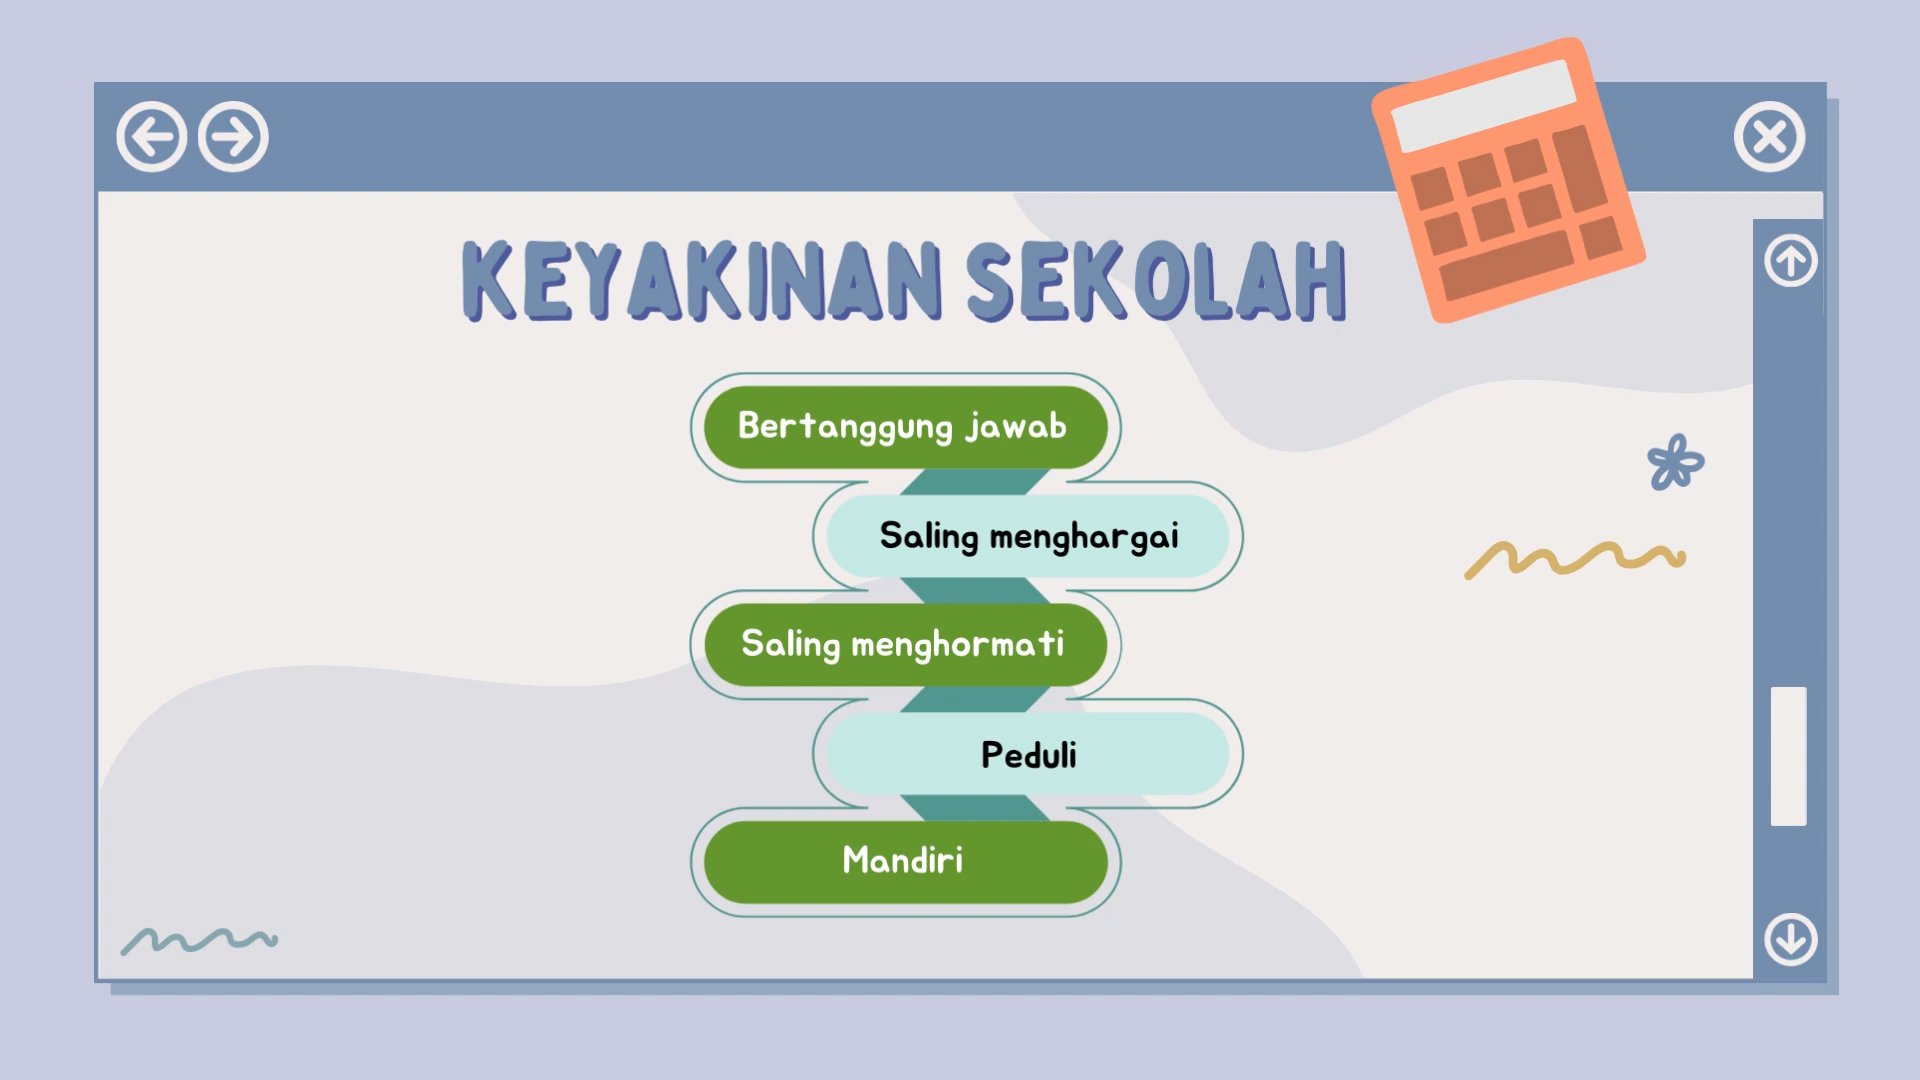 KEYAKINAN SEKOLAH
Bertanggung jawab
Saling menghargai
Saling menghormati
Peduli
Mandiri